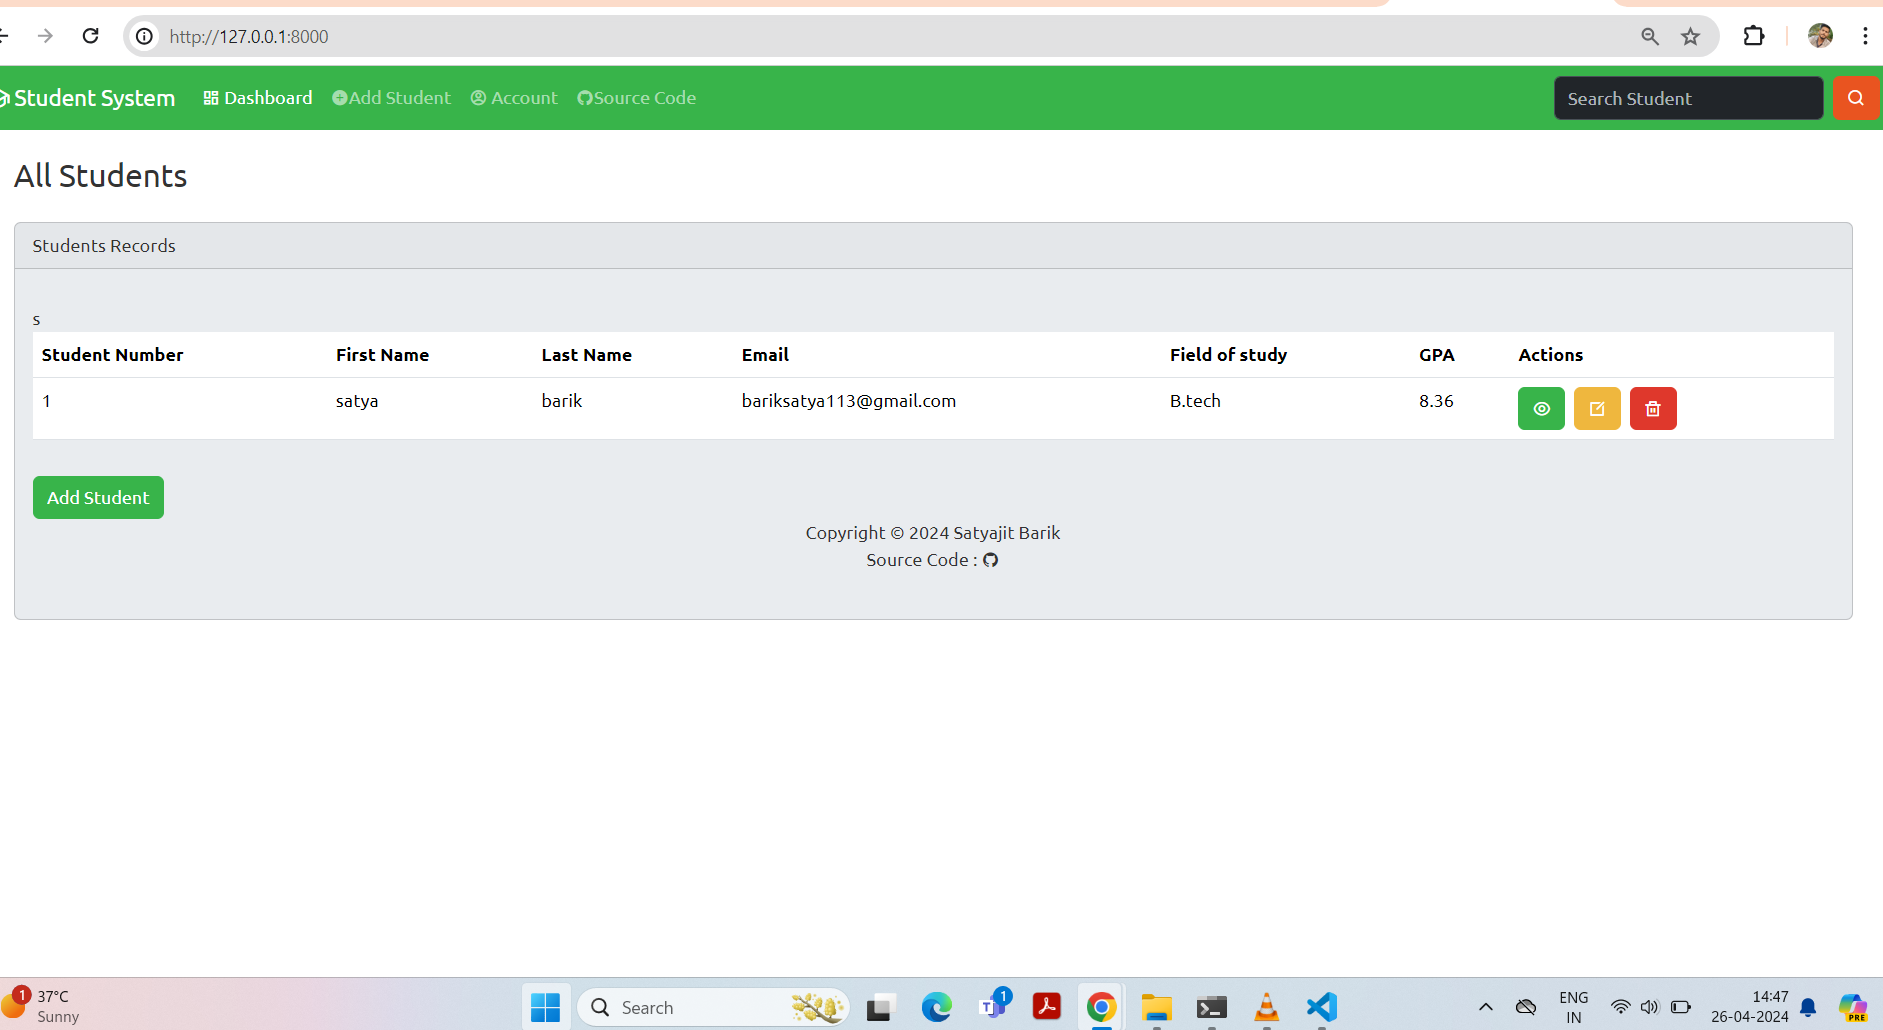 http://127.0.0.1:8000
Student System Dashboard Add Student Account Source Code Search Student
All Students
Students Records
s
Student Number First Name Last Name Email Field of study GPA Actions
1 satya barik bariksatya113@gmail.com B.tech 8.36
Add Student
Copyright © 2024 Satyajit Barik
Source Code :
1 37°C
Sunny
Search
T 1
ENG
IN
14:47
26-04-2024
PRE